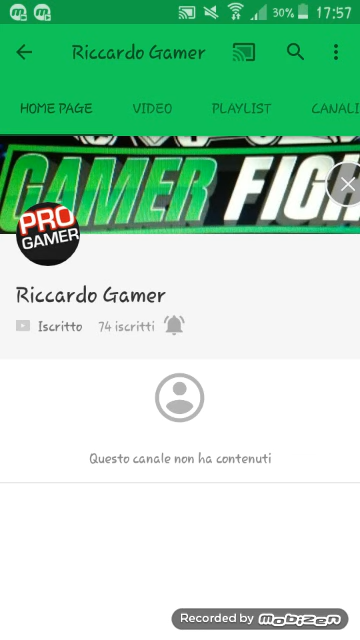 30% 17:57
Riccardo Gamer
HOME PAGE VIDEO PLAYLIST CANALI
GAMER FIGH
PRO
GAMER
Riccardo Gamer
Iscritto 74 iscritti
Questo canale non ha contenuti
Recorded by mobizen